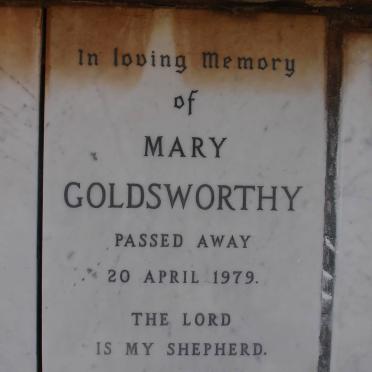 In loving Memory
of
MARY
GOLDSWORTHY
PASSED AWAY
20 APRIL 1979.
THE LORD
IS MY SHEPHERD.